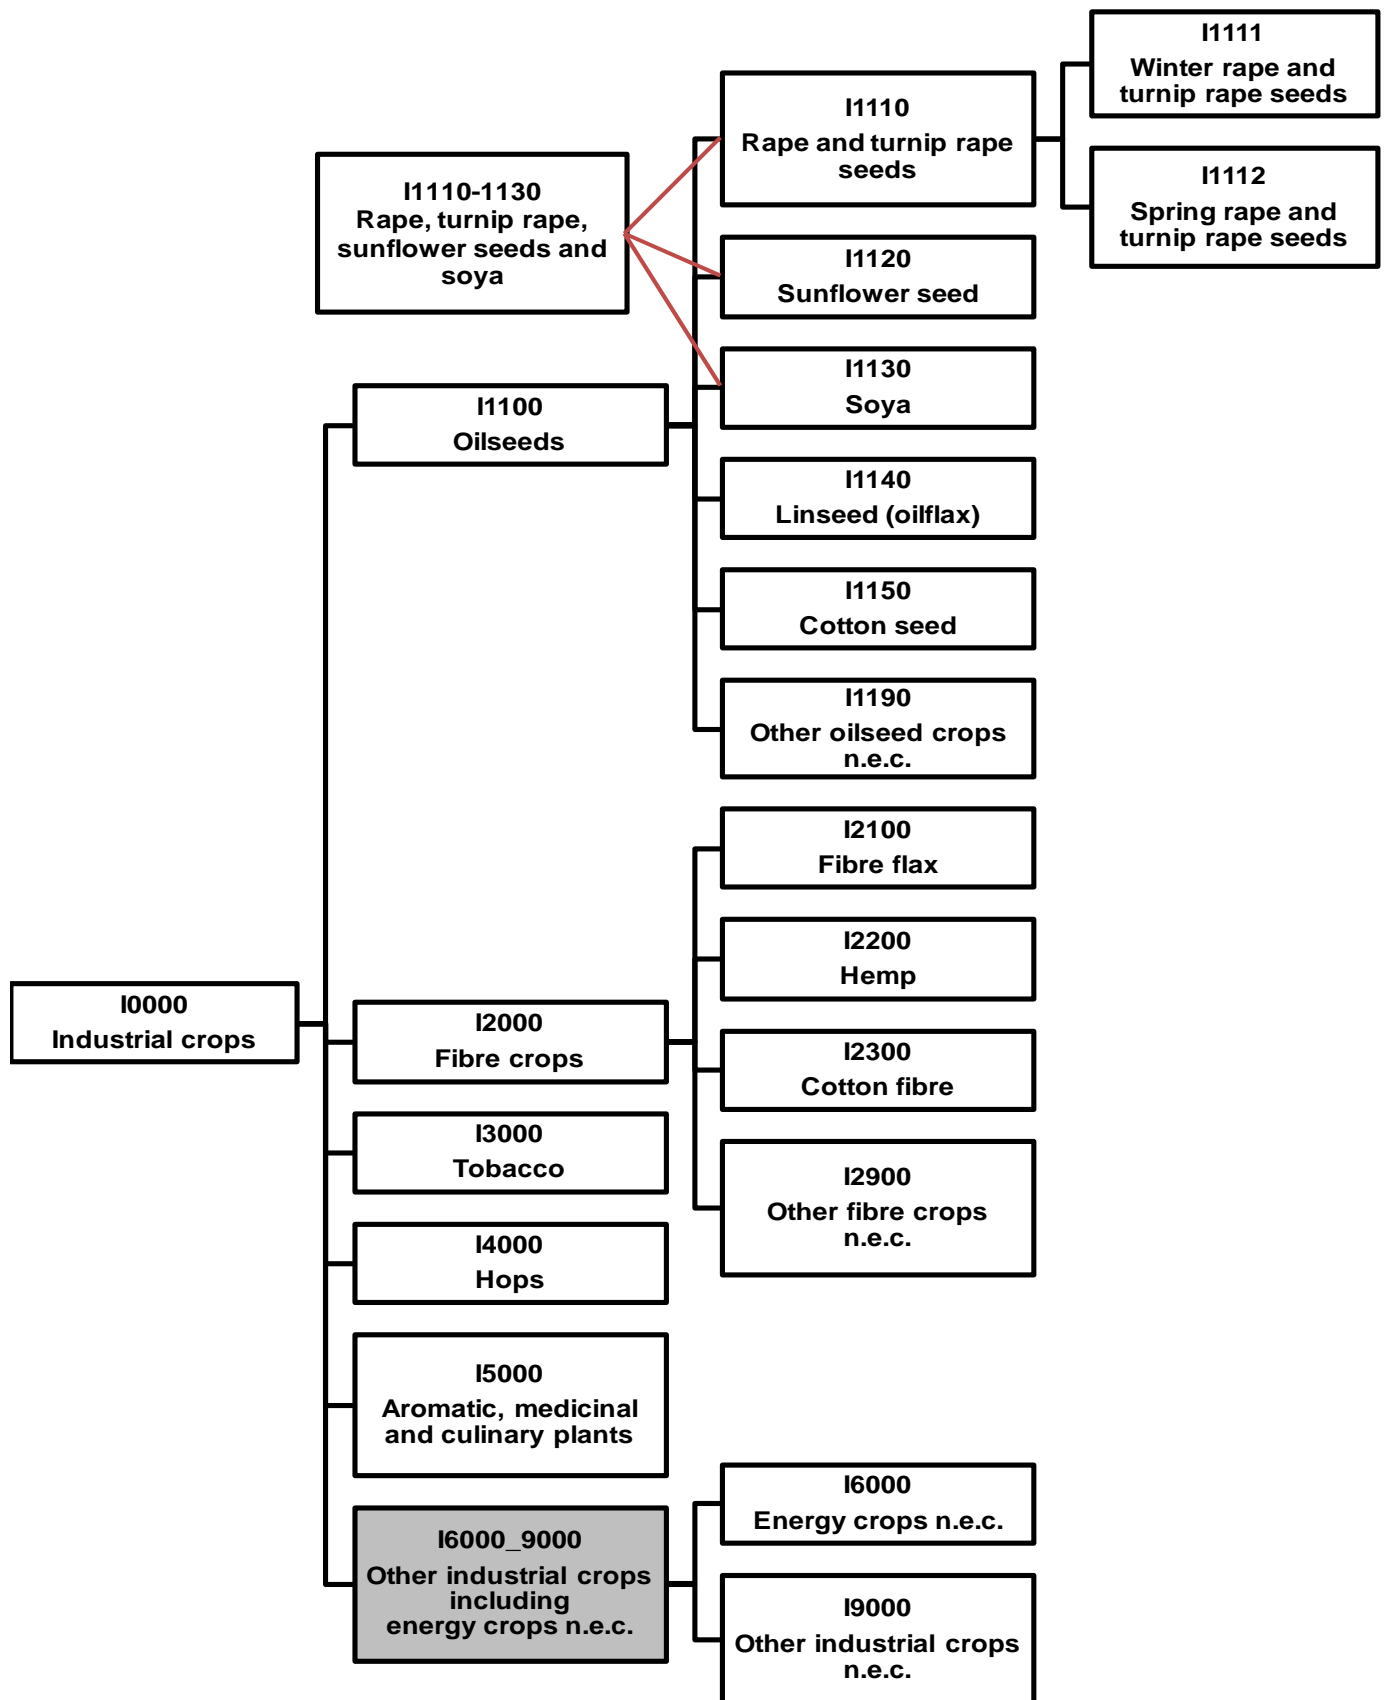 I1111
Winter rape and
turnip rape seeds
I1110
Rape and turnip rape
seeds
I1112
Spring rape and
turnip rape seeds
I1110-1130
Rape, turnip rape,
sunflower seeds and
soya
I1120
Sunflower seed
I1130
Soya
I1100
Oilseeds
I1140
Linseed (oilflax)
I1150
Cotton seed
I1190
Other oilseed crops
n.e.c.
I2100
Fibre flax
I2200
Hemp
I0000
Industrial crops
I2000
Fibre crops
I2300
Cotton fibre
I3000
Tobacco
I2900
Other fibre crops
n.e.c.
I4000
Hops
I5000
Aromatic, medicinal
and culinary plants
I6000
Energy crops n.e.c.
I6000_9000
Other industrial crops
including
energy crops n.e.c.
I9000
Other industrial crops
n.e.c.